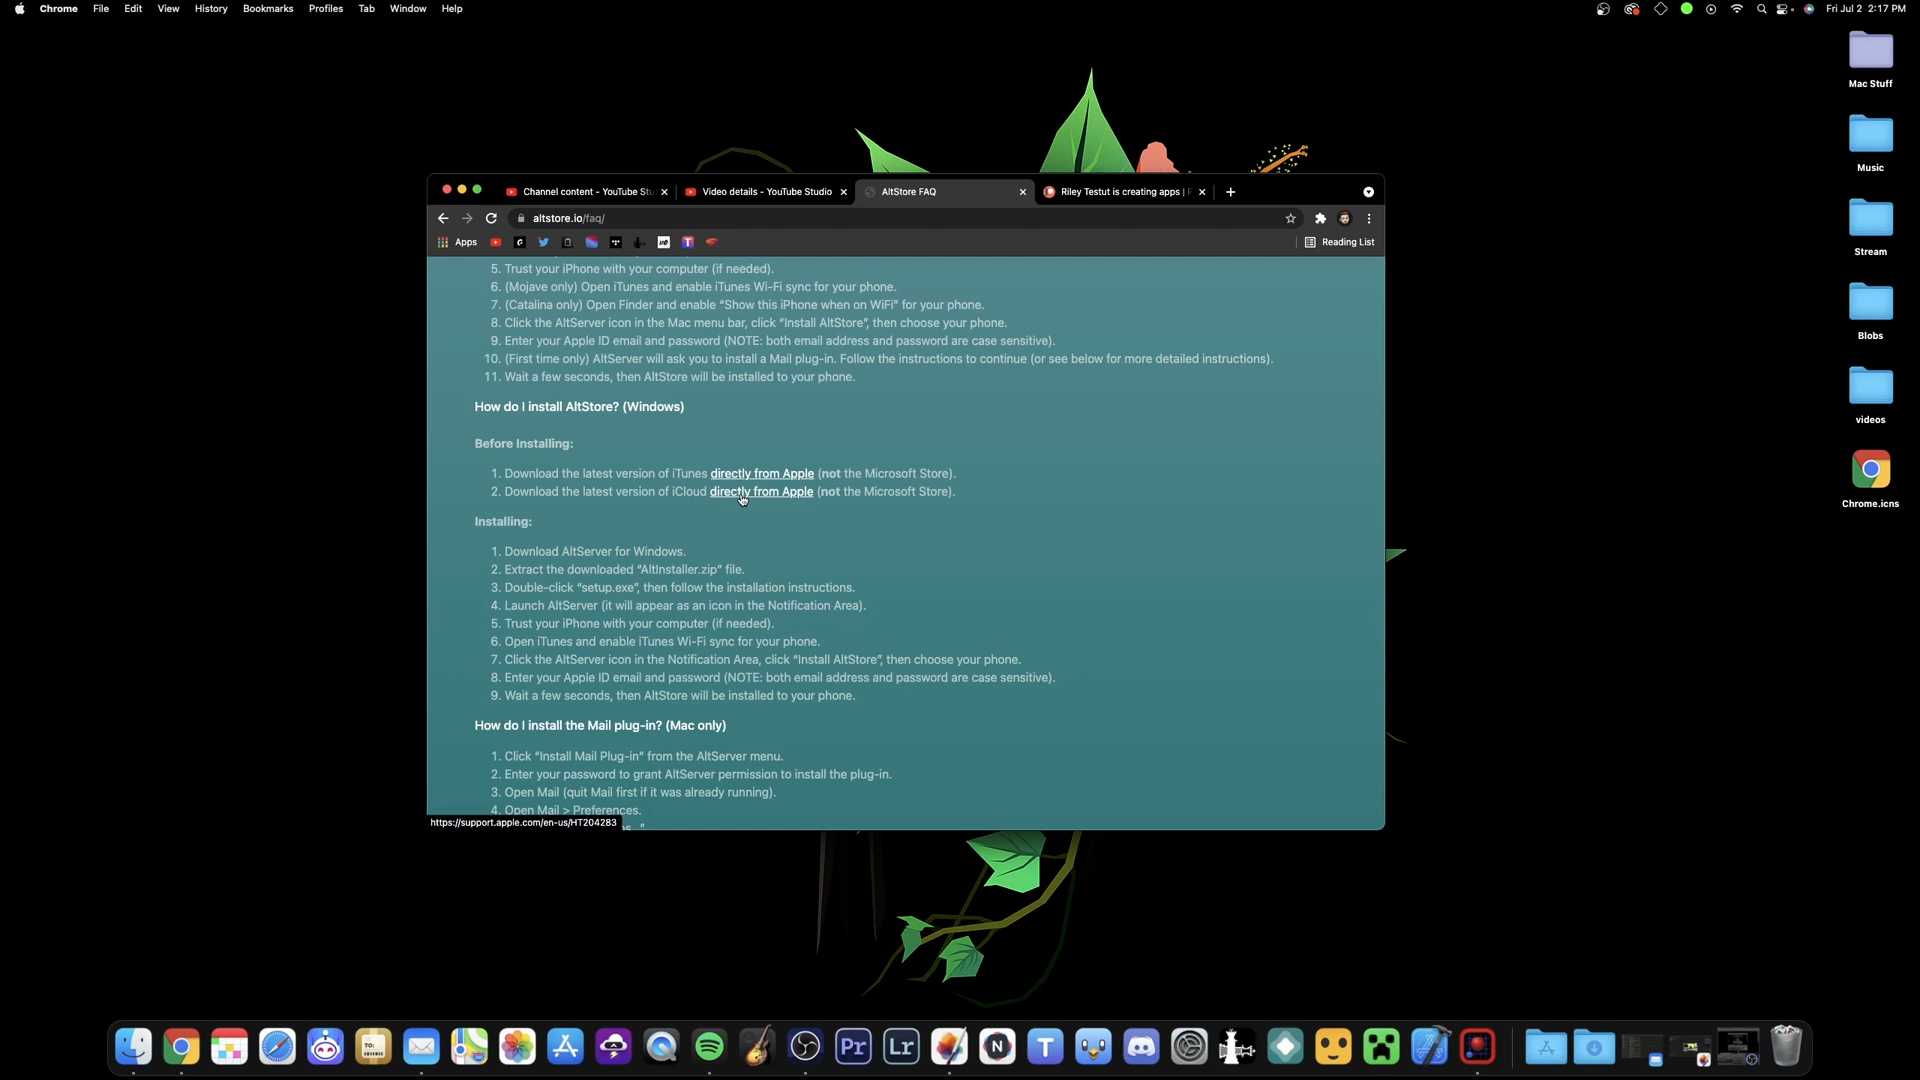 Chrome File Edit View History Bookmarks Profiles Tab Window Help
Fri Jul 2 2:17 PM
Mac Stuff
Music
Stream
Blobs
videos
Chrome.icns
Channel content - YouTube Stu
Video details - YouTube Studio
AltStore FAQ
Riley Testut is creating apps | P
altstore.io/faq/
Apps
Reading List
5. Trust your iPhone with your computer (if needed).
6. (Mojave only) Open iTunes and enable iTunes Wi-Fi sync for your phone.
7. (Catalina only) Open Finder and enable “Show this iPhone when on WiFi” for your phone.
8. Click the AltServer icon in the Mac menu bar, click “Install AltStore”, then choose your phone.
9. Enter your Apple ID email and password (NOTE: both email address and password are case sensitive).
10. (First time only) AltServer will ask you to install a Mail plug-in. Follow the instructions to continue (or see below for more detailed instructions).
11. Wait a few seconds, then AltStore will be installed to your phone.
How do I install AltStore? (Windows)
Before Installing:
1. Download the latest version of iTunes directly from Apple (not the Microsoft Store).
2. Download the latest version of iCloud directly from Apple (not the Microsoft Store).
Installing:
1. Download AltServer for Windows.
2. Extract the downloaded “AltInstaller.zip” file.
3. Double-click “setup.exe”, then follow the installation instructions.
4. Launch AltServer (it will appear as an icon in the Notification Area).
5. Trust your iPhone with your computer (if needed).
6. Open iTunes and enable iTunes Wi-Fi sync for your phone.
7. Click the AltServer icon in the Notification Area, click “Install AltStore”, then choose your phone.
8. Enter your Apple ID email and password (NOTE: both email address and password are case sensitive).
9. Wait a few seconds, then AltStore will be installed to your phone.
How do I install the Mail plug-in? (Mac only)
1. Click “Install Mail Plug-in” from the AltServer menu.
2. Enter your password to grant AltServer permission to install the plug-in.
3. Open Mail (quit Mail first if it was already running).
4. Open Mail > Preferences.
https://support.apple.com/en-us/HT204283
TO:
Pr
Lr
N
T